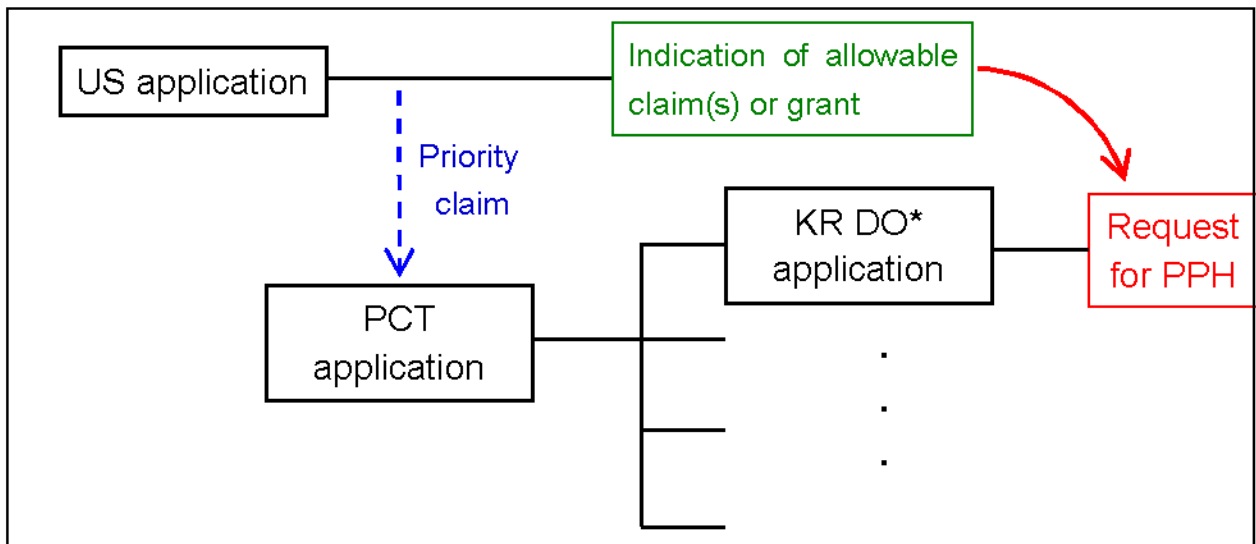 US application
Indication of allowable
claim(s) or grant
Priority
claim
KR DO*
application
Request
for PPH
PCT
application
.
.
.